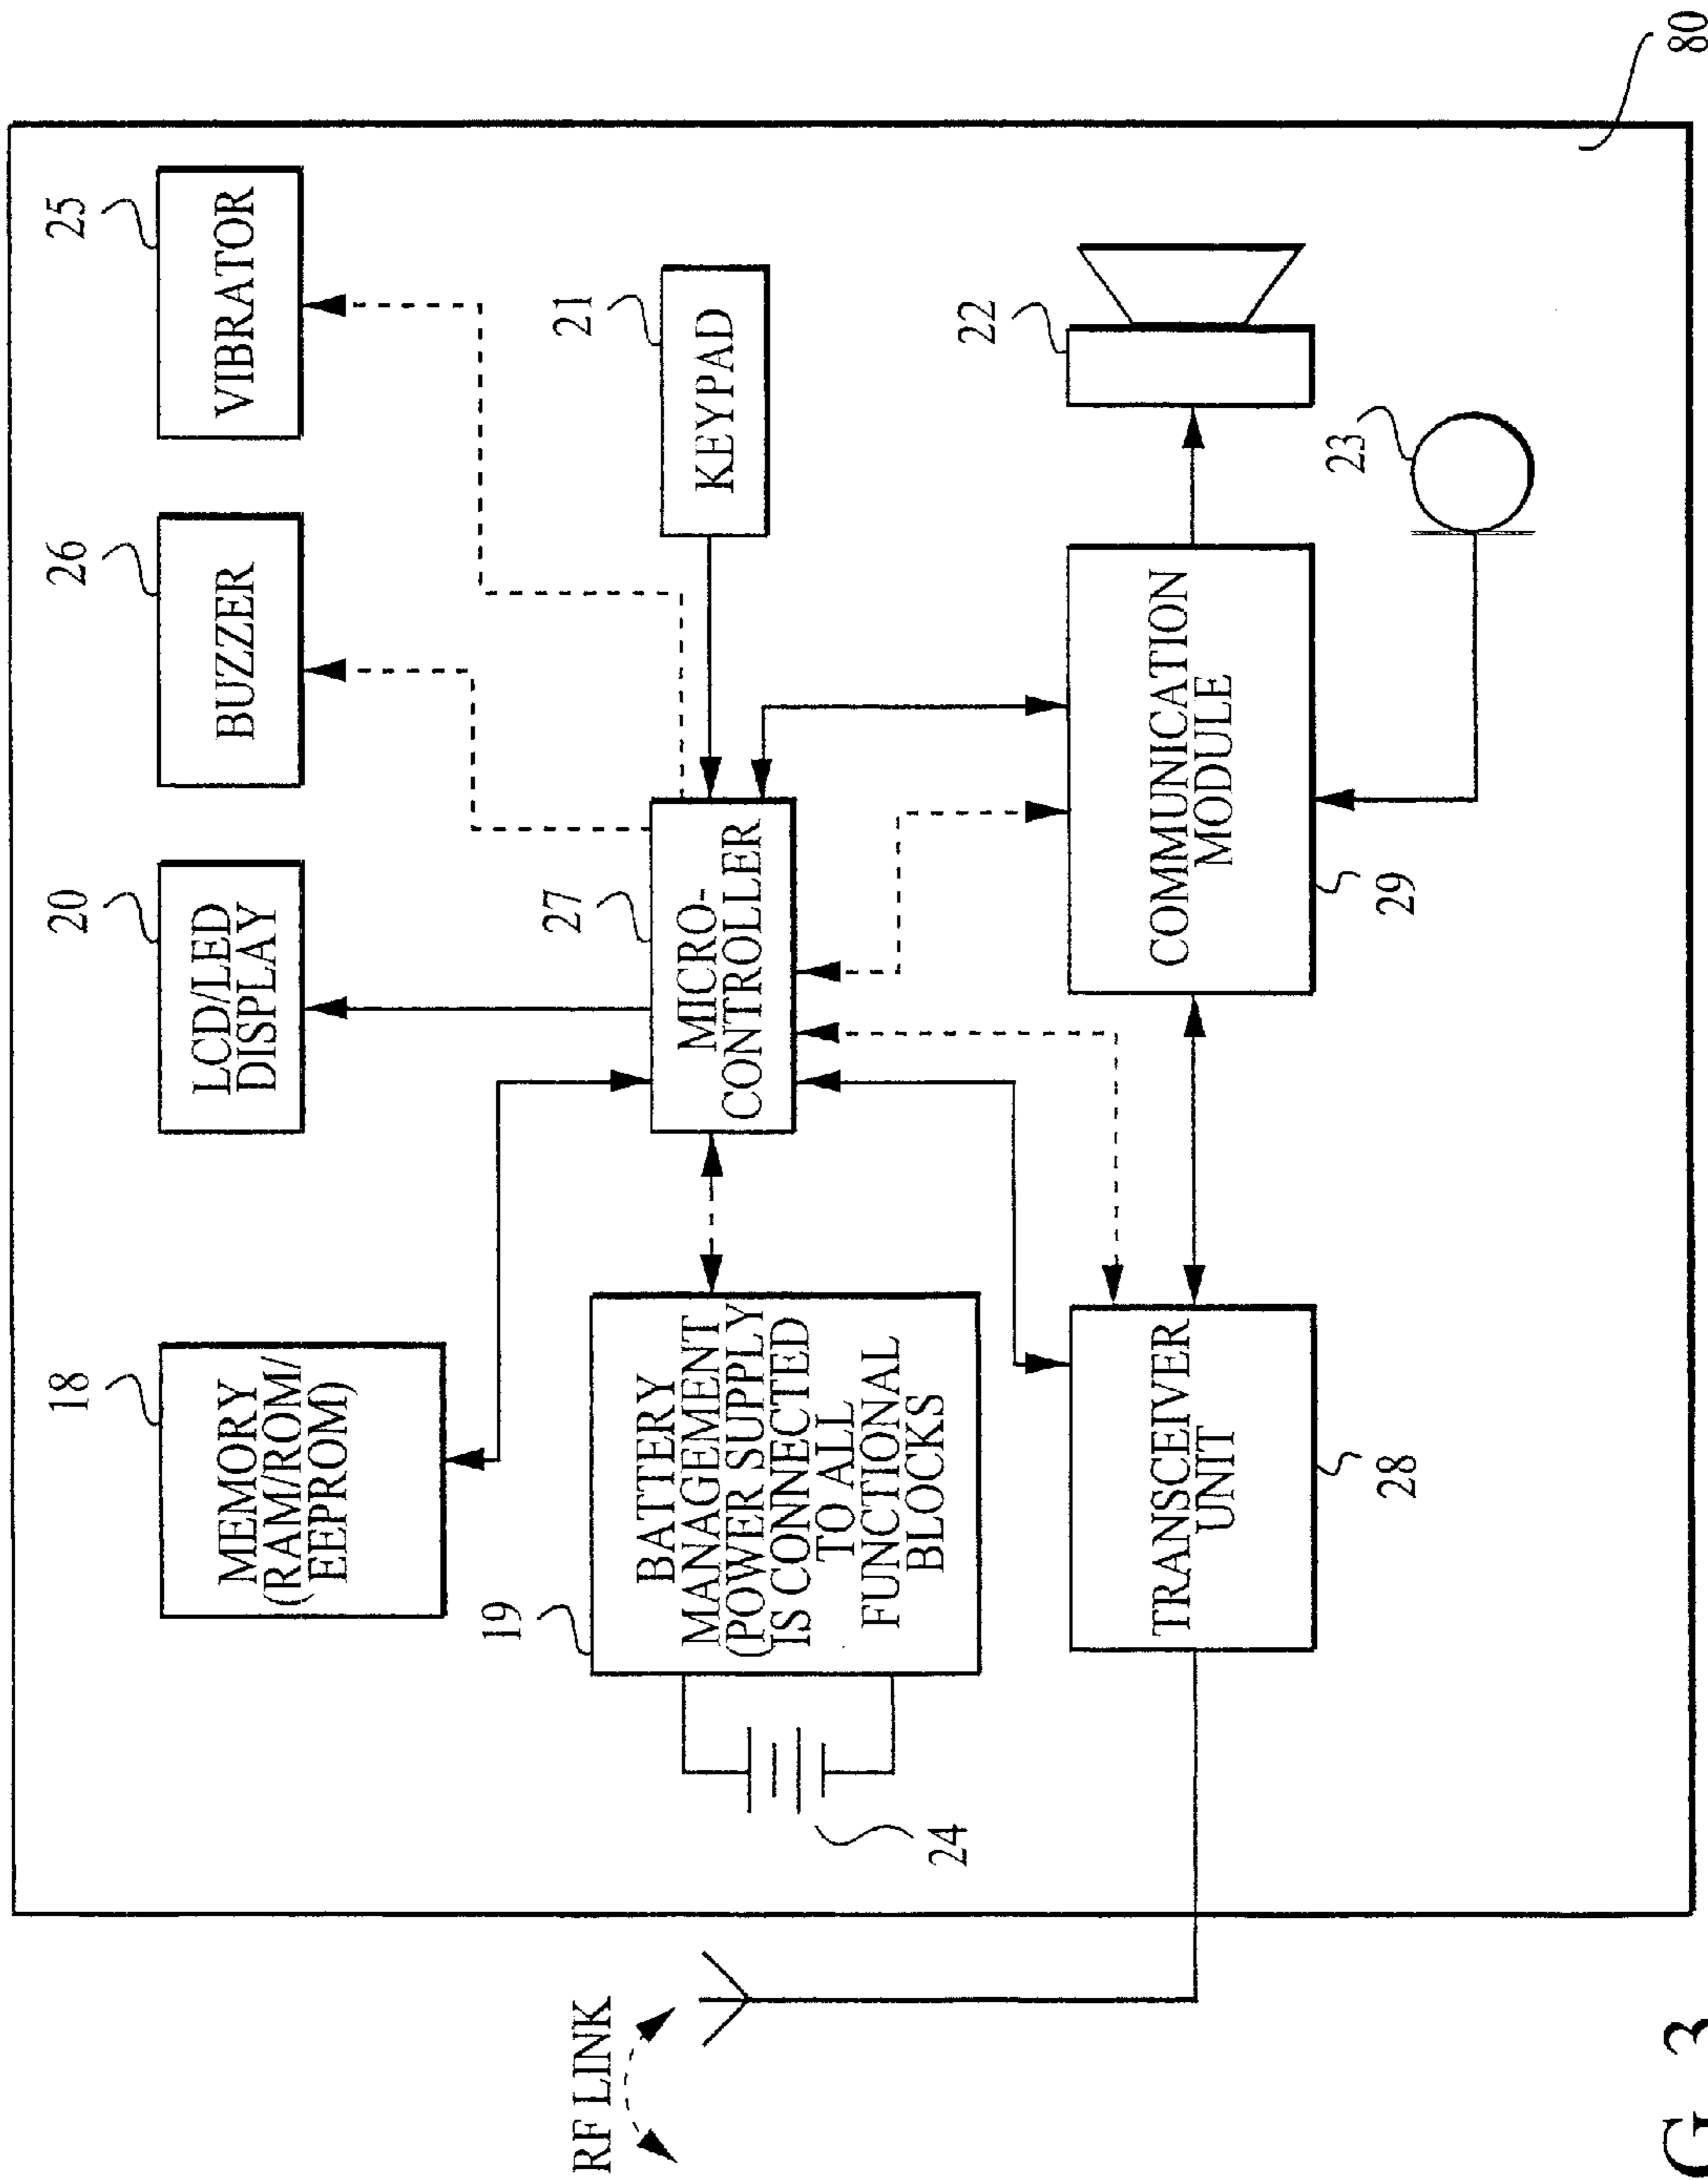 18
MEMORY
(RAM/ROM/
EEPROM)
20
LCD/LED
DISPLAY
26
BUZZER
25
VIBRATOR
RF LINK
19
BATTERY
MANAGEMENT
(POWER SUPPLY
IS CONNECTED
TO ALL
FUNCTIONAL
BLOCKS
24
27
MICRO-
CONTROLLER
21
KEYPAD
TRANSCEIVER
UNIT
28
COMMUNICATION
MODULE
29
22
23
80
G. 3